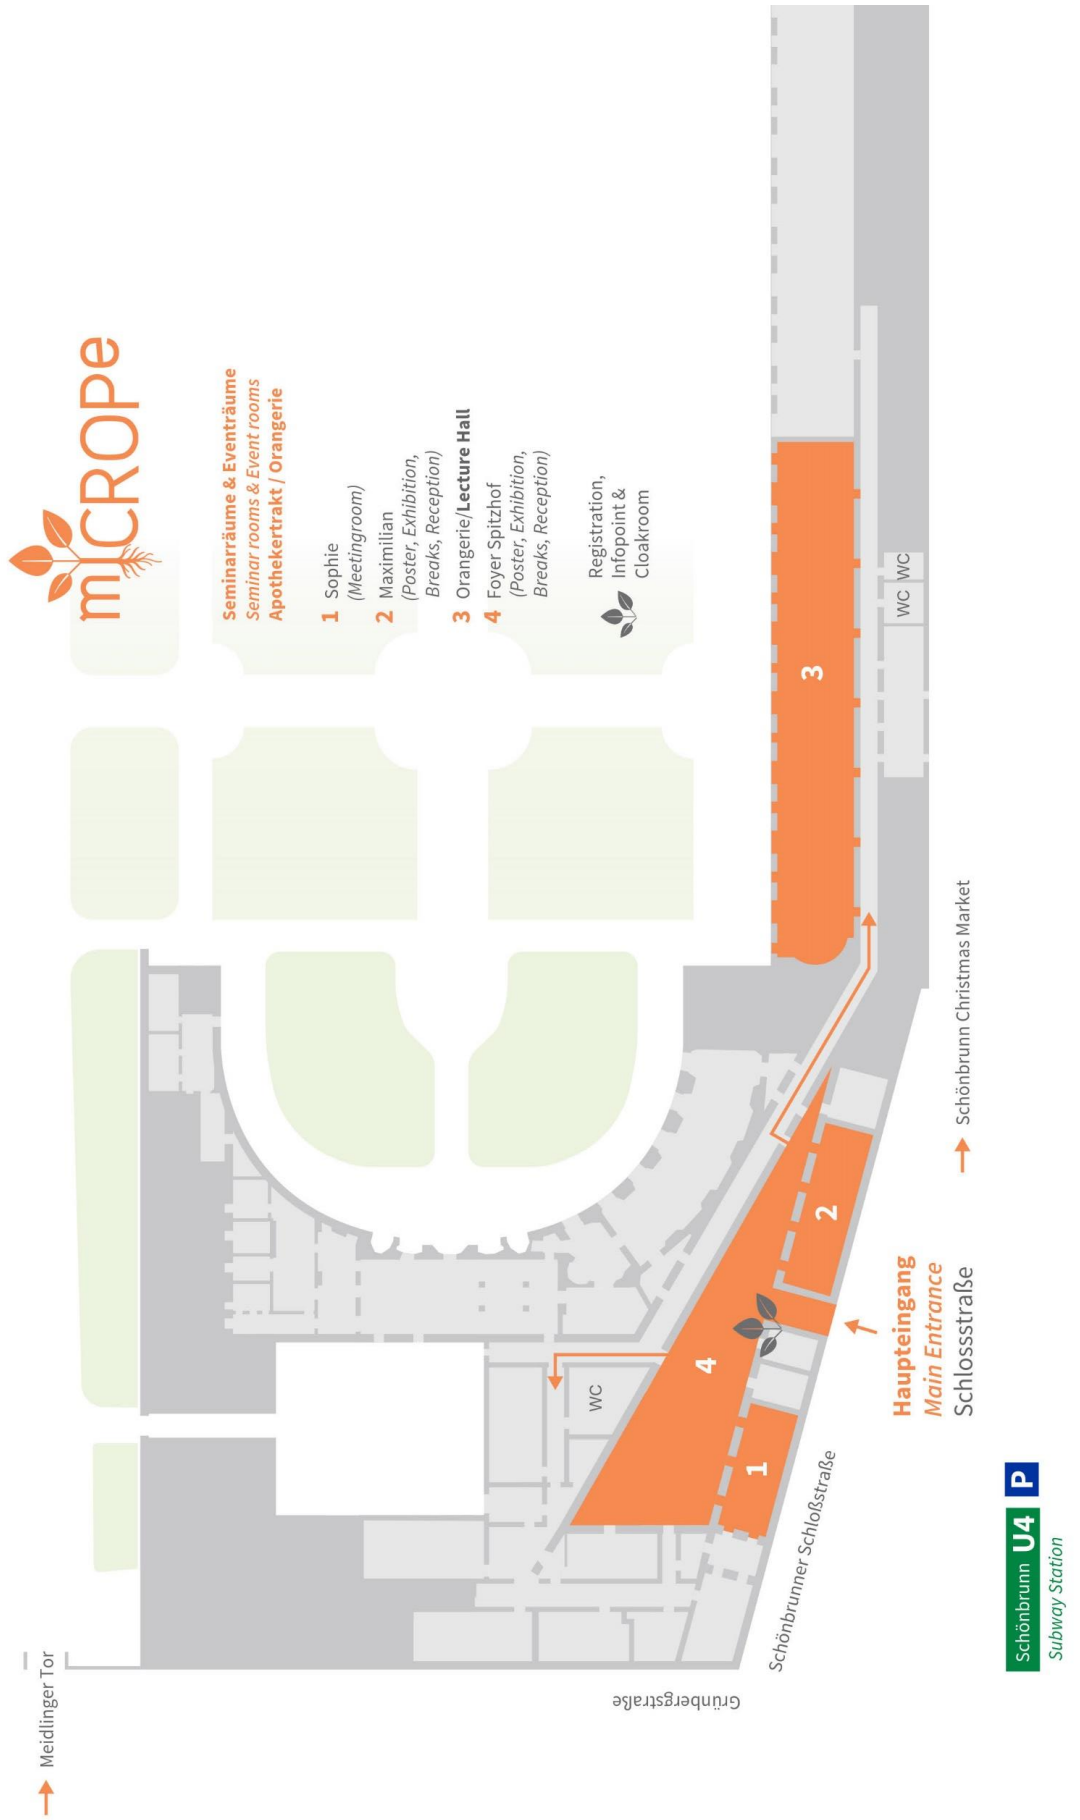 mICROPe
Seminarräume & Eventräume
Seminar rooms & Event rooms
Apothekertrakt / Orangerie
1 Sophie
(Meetingroom)
2 Maximilian
(Poster, Exhibition,
Breaks, Reception)
3 Orangerie/Lecture Hall
4 Foyer Spitzhof
(Poster, Exhibition,
Breaks, Reception)
Registration,
Infopoint &
Cloakroom
Meidlinger Tor
WC
4
3
WC WC
1
2
Grünbergstraße
Schönbrunner Schloßstraße
Haupteingang
Main Entrance
Schlossstraße
Schönbrunn Christmas Market
Schönbrunn U4 P
Subway Station